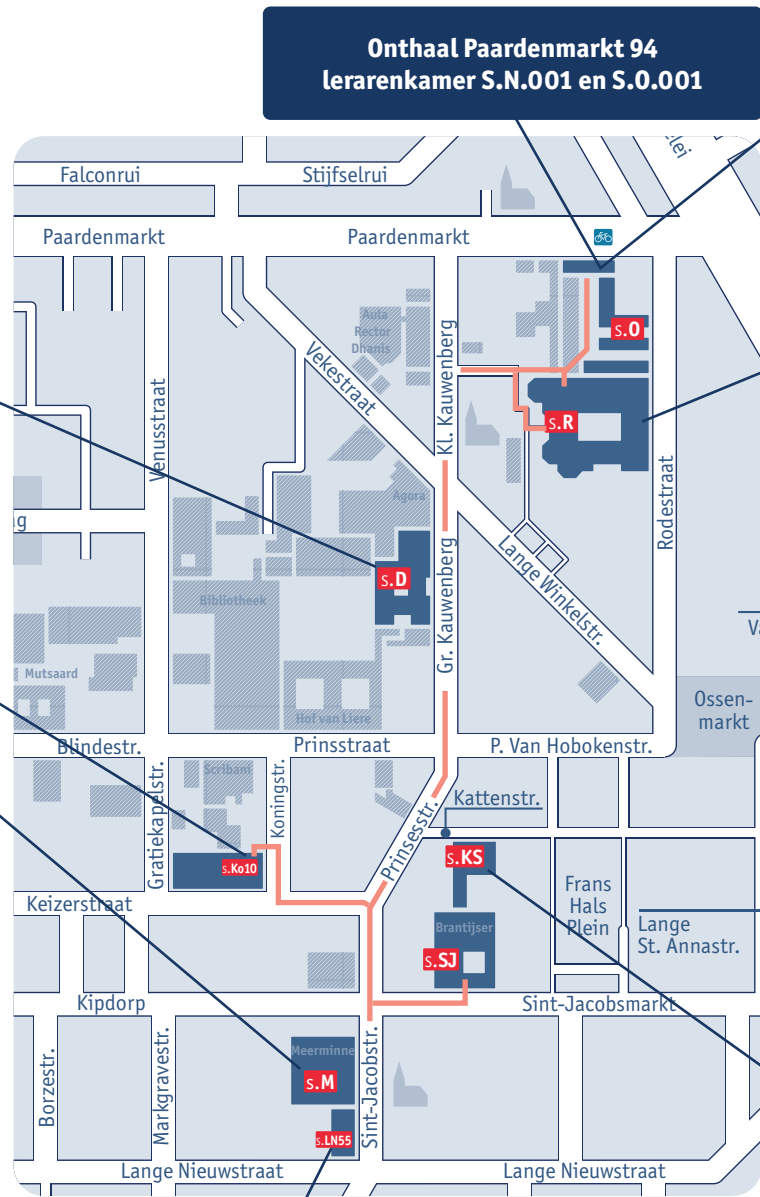 Onthaal Paardenmarkt 94
lerarenkamer S.N.001 en S.O.001
elei
Falconrui
Stijfselrui
Paardenmarkt
Paardenmarkt
Aula
Rector
Dhanis
S.O
Vekestraat
Kl. Kauwenberg
Venusstraat
S.R
Rodestraat
Agora
ng
Lange Winkelstr.
S.D
Gr. Kauwenberg
Bibliotheek
Va
Mutsaard
Ossen-
markt
Hof van Liere
Blindestr.
Prinsstraat
P. Van Hobokenstr.
Scribani
Gratiekapelstr.
Koningstr.
Kattenstr.
Prinsesstr.
S.KS
S.Ko10
Frans
Hals
Plein
Keizerstraat
Brantijser
Lange
St. Annastr.
S.SJ
Kipdorp
Sint-Jacobsmarkt
Borzestr.
Markgravestr.
Meerminne
Sint-Jacobstr.
S.M
S.LN55
Lange Nieuwstraat
Lange Nieuwstraat